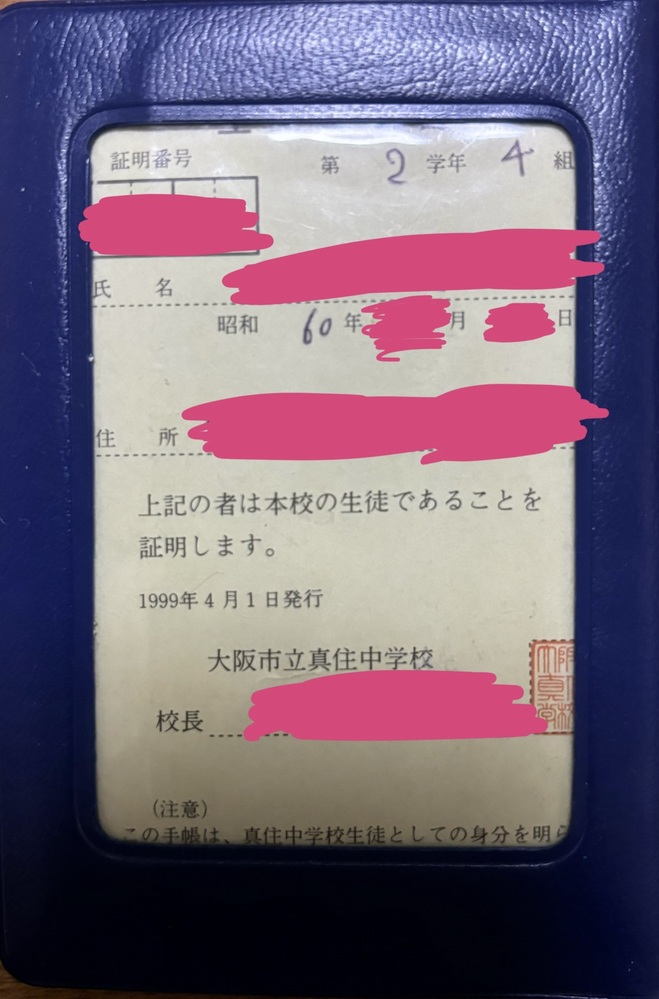 証明番号
第 2 学年 4 組
氏 名
昭和 60 年 月 日
住 所
上記の者は本校の生徒であることを
証明します。
1999年4月1日発行
大阪市立真住中学校
校長
(注意)
この手帳は、真住中学校生徒としての身分を明ら